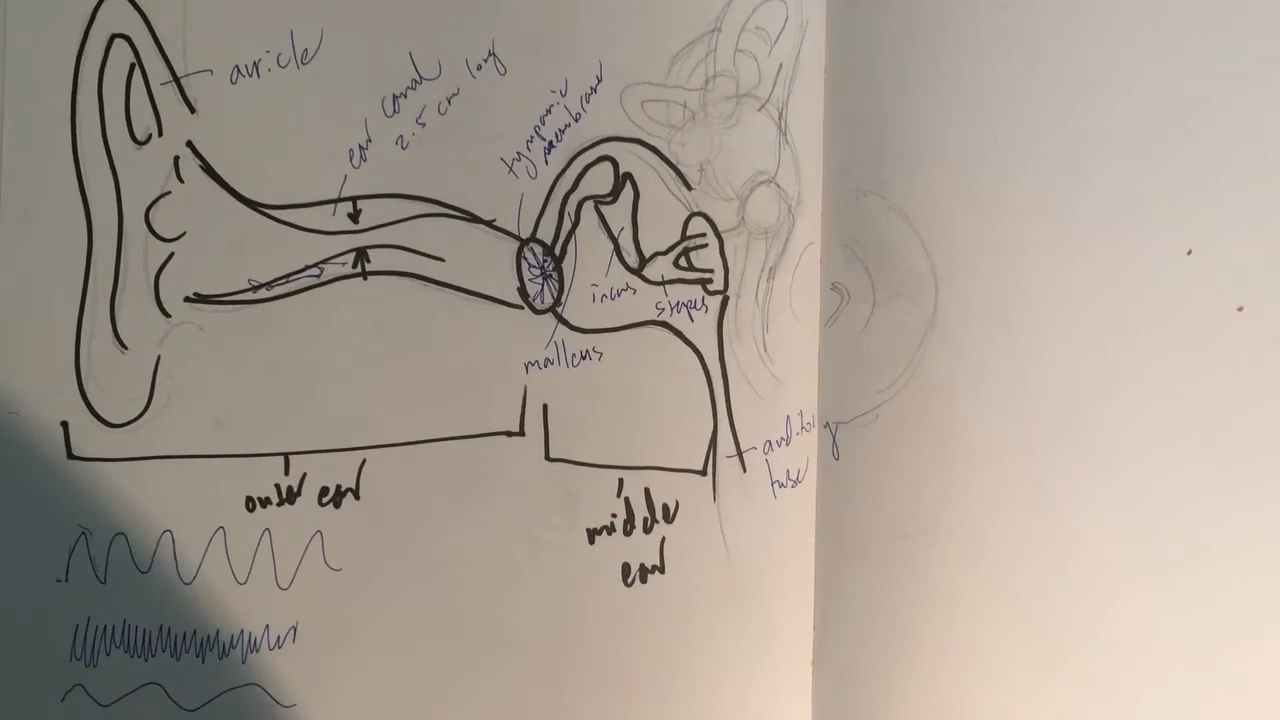 auricle
ear canal
2.5 cm long
tympanic
membrane
incus
stapes
malleus
auditory
tube
outer ear
middle
ear